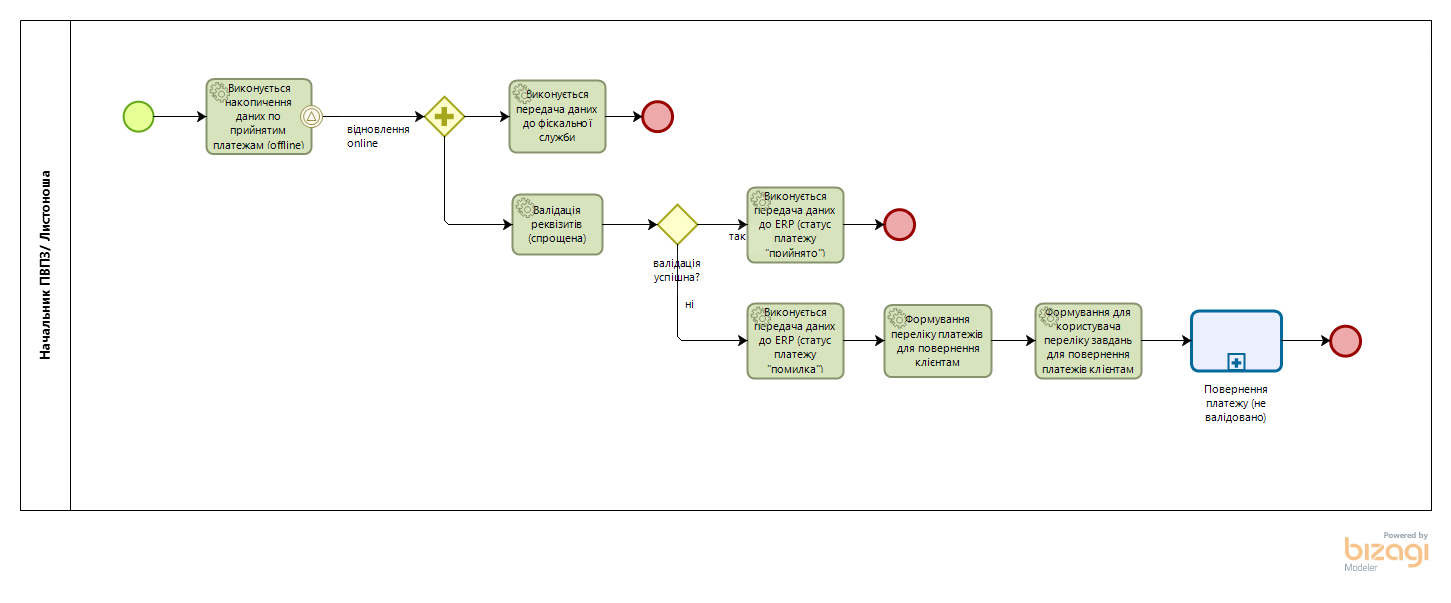 Начальник ПВПЗ/ Листоноша
Виконується
накопичення
даних по
прийнятим
платежам (offline)
відновлення
online
Виконується
передача даних
до фіскальної
служби
Валідація
реквізитів
(спрощена)
валідація
успішна?
так
ні
Виконується
передача даних
до ERP (статус
платежу
"прийнято")
Виконується
передача даних
до ERP (статус
платежу
"помилка")
Формування
переліку платежів
для повернення
клієнтам
Формування для
користувача
переліку завдань
для повернення
платежів клієнтам
Повернення
платежу (не
валідовано)
Powered by
bizagi
Modeler